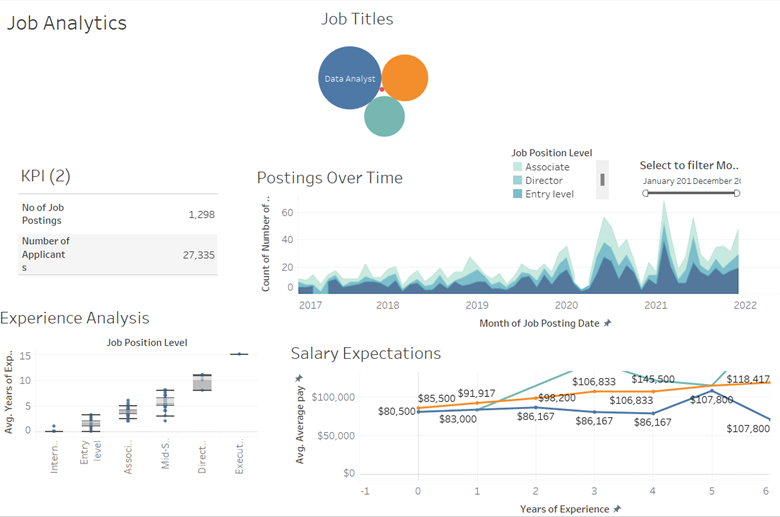 Job Analytics
Job Titles
Data Analyst
KPI (2)
No of Job
Postings
1,298
Number of
Applicant
s
27,335
Postings Over Time
Job Position Level
Associate
Director
Entry level
Select to filter Mo..
January 201 December 20
Count of Number of ..
60
40
20
0
2017
2018
2019
2020
2021
2022
Month of Job Posting Date
Experience Analysis
Job Position Level
Avg. Years of Exp..
15
10
5
0
Intern..
Entry
level
Associ..
Mid-S..
Direct..
Execut..
Salary Expectations
Avg. Average pay
$100,000
$50,000
$0
$80,500
$85,500
$83,000
$91,917
$98,200
$86,167
$106,833
$86,167
$145,500
$106,833
$86,167
$107,800
$118,417
$107,800
-1
0
1
2
3
4
5
6
Years of Experience